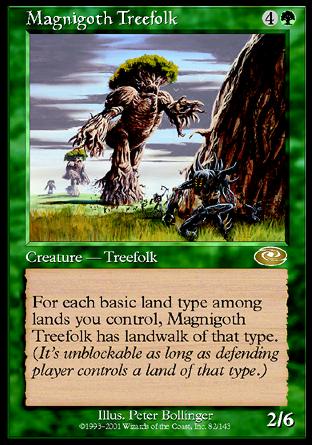 Magnigoth Treefolk 4
Creature — Treefolk
For each basic land type among
lands you control, Magnigoth
Treefolk has landwalk of that type.
(It's unblockable as long as defending
player controls a land of that type.)
Illus. Peter Bollinger
©1993-2001 Wizards of the Coast, Inc. 82/143
2/6